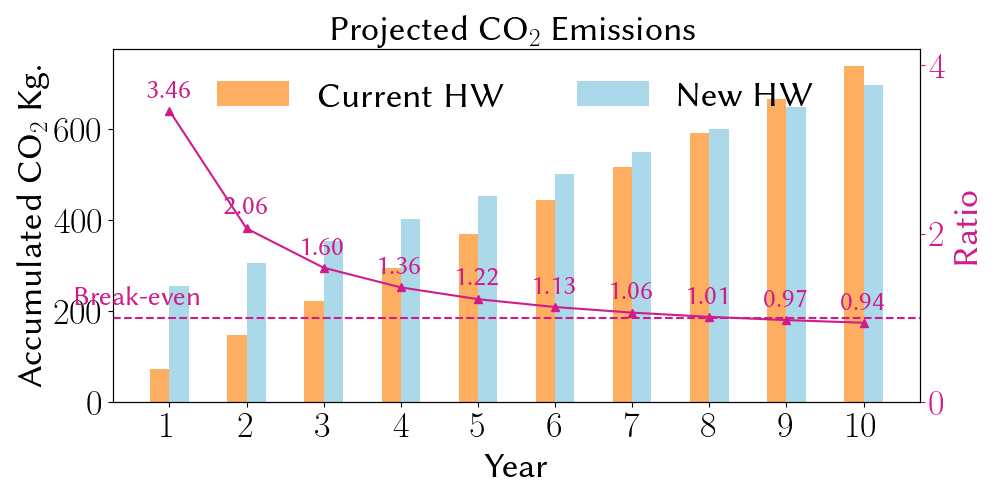 Projected CO₂ Emissions
Current HW
New HW
Accumulated CO₂ Kg.
600
400
200
0
4
2
0
Ratio
3.46
2.06
1.60
1.36
1.22
1.13
1.06
1.01
0.97
0.94
Break-even
1 2 3 4 5 6 7 8 9 10
Year